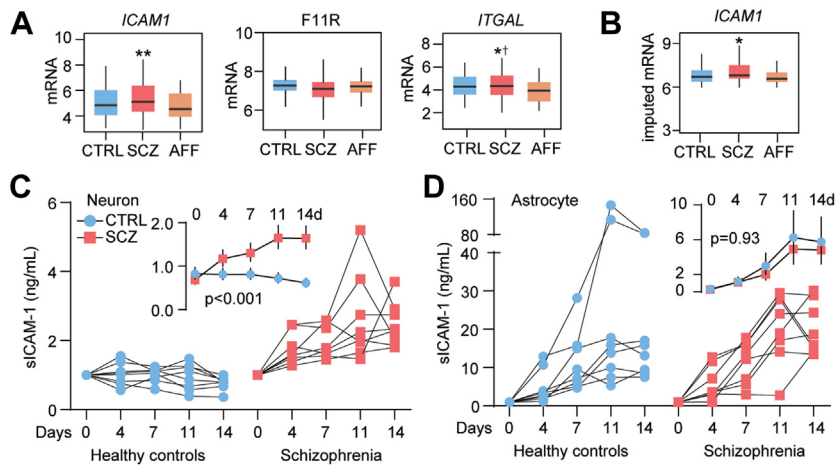 A
ICAM1
mRNA
10
8
6
4
**
CTRL SCZ AFF
F11R
mRNA
10
8
6
CTRL SCZ AFF
ITGAL
mRNA
8
6
4
2
*†
CTRL SCZ AFF
B
ICAM1
imputed mRNA
9
6
3
*
CTRL SCZ AFF
C
Neuron
CTRL
SCZ
sICAM-1 (ng/mL)
6
4
2
0
0 4 7 11 14d
2.0
1.0
0.0
p<0.001
Days 0 4 7 11 14 0 4 7 11 14
Healthy controls Schizophrenia
D
Astrocyte
sICAM-1 (ng/mL)
160
80
40
30
20
10
0
0 4 7 11 14d
10
6
2
0
p=0.93
Days 0 4 7 11 14 0 4 7 11 14
Healthy controls Schizophrenia